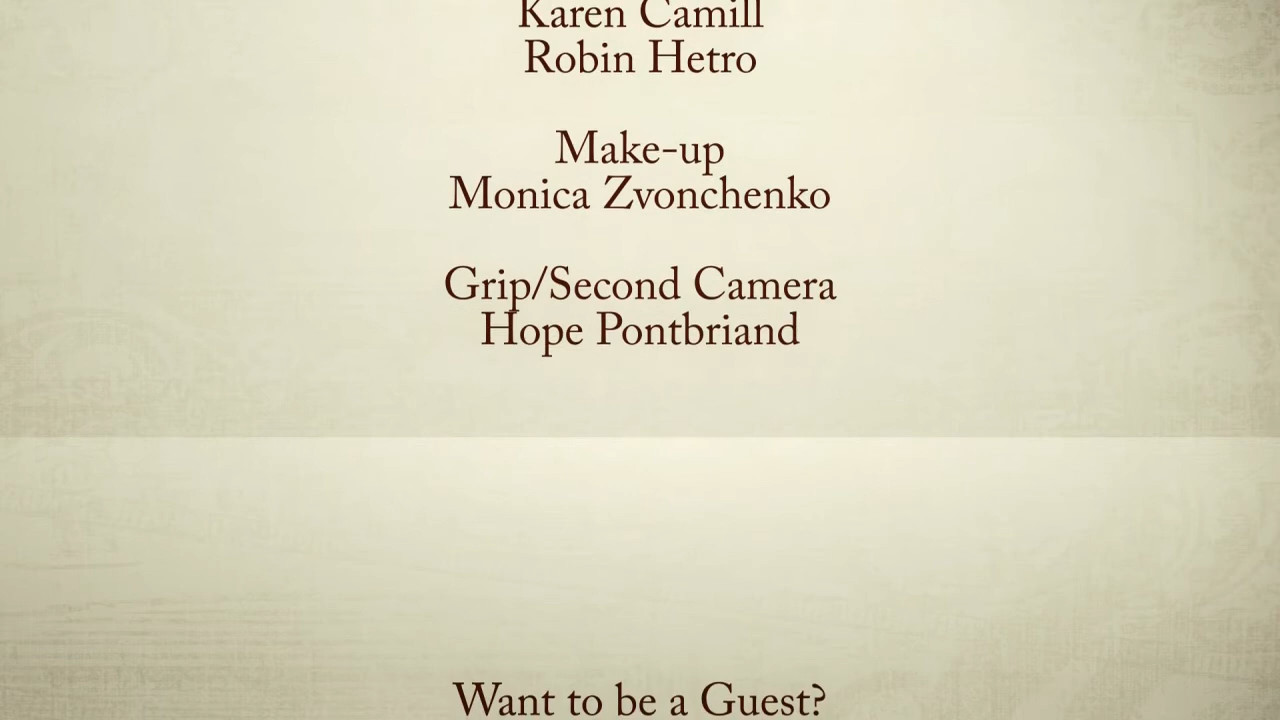 Karen Camill
Robin Hetro
Make-up
Monica Zvonchenko
Grip/Second Camera
Hope Pontbriand
Want to be a Guest?